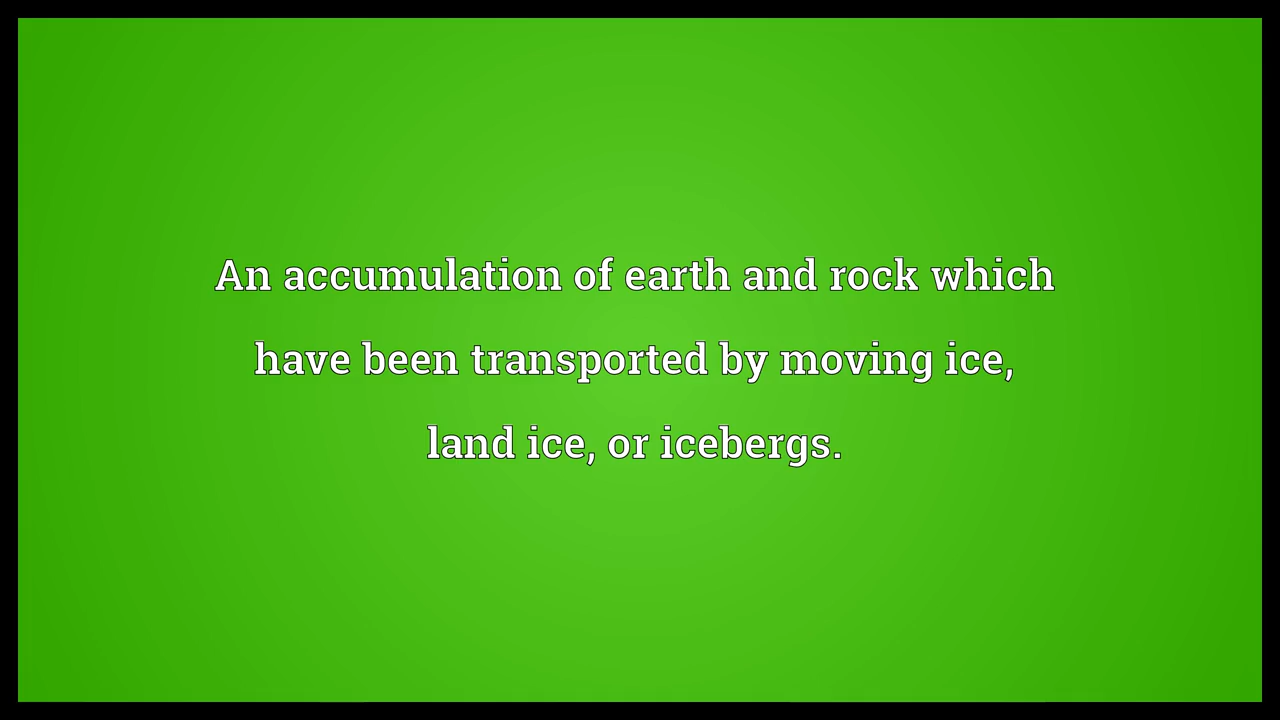 An accumulation of earth and rock which
have been transported by moving ice,
land ice, or icebergs.